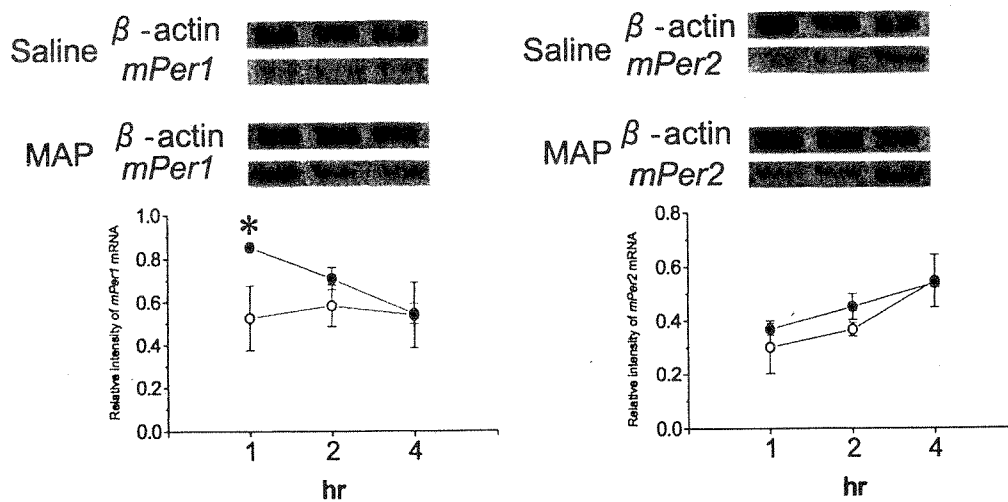 Saline β-actin
mPer1
MAP β-actin
mPer1
*
Relative intensity of mPer1 mRNA
1.0
0.8
0.6
0.4
0.2
0.0
1 2 4
hr
Saline β-actin
mPer2
MAP β-actin
mPer2
Relative intensity of mPer2 mRNA
0.8
0.6
0.4
0.2
0.0
1 2 4
hr